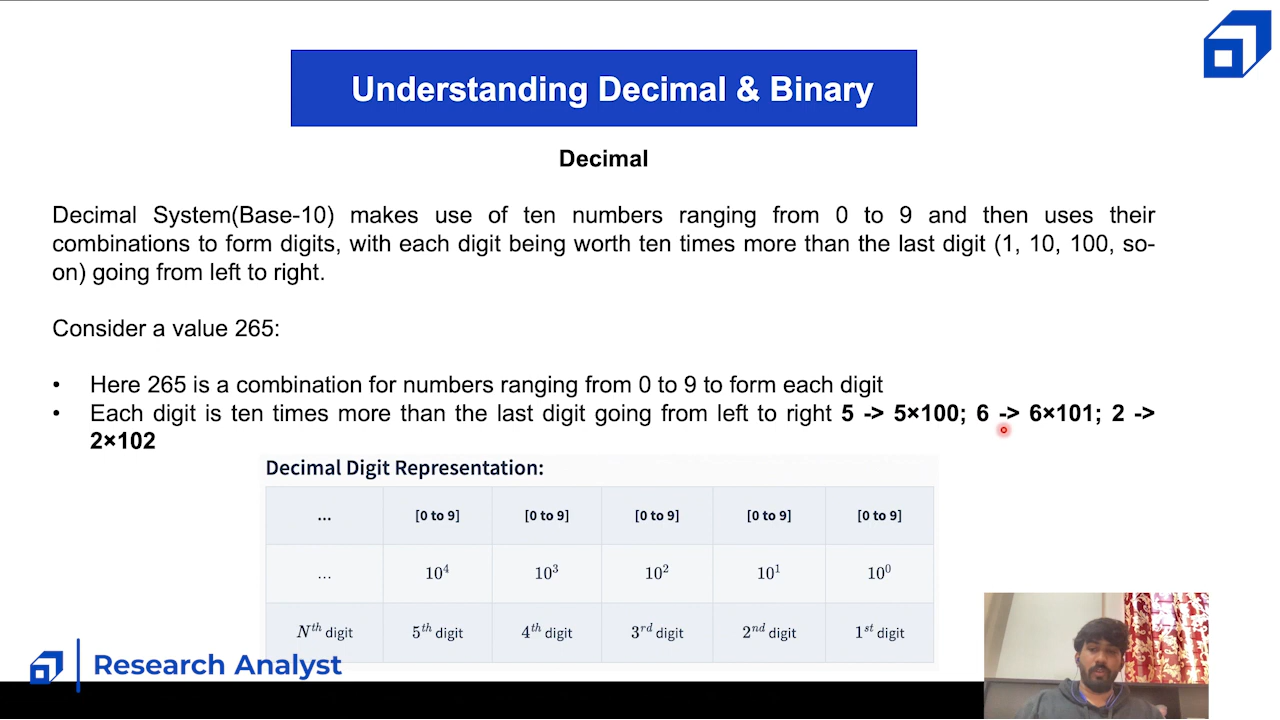 Understanding Decimal & Binary
Decimal
Decimal System(Base-10) makes use of ten numbers ranging from 0 to 9 and then uses their
combinations to form digits, with each digit being worth ten times more than the last digit (1, 10, 100, so-
on) going from left to right.
Consider a value 265:
• Here 265 is a combination for numbers ranging from 0 to 9 to form each digit
• Each digit is ten times more than the last digit going from left to right 5 -> 5×100; 6 -> 6×101; 2 ->
2×102
Decimal Digit Representation:
... [0 to 9] [0 to 9] [0 to 9] [0 to 9] [0 to 9]
... 10⁴ 10³ 10² 10¹ 10⁰
Nᵗʰ digit 5ᵗʰ digit 4ᵗʰ digit 3ʳᵈ digit 2ⁿᵈ digit 1ˢᵗ digit
Research Analyst